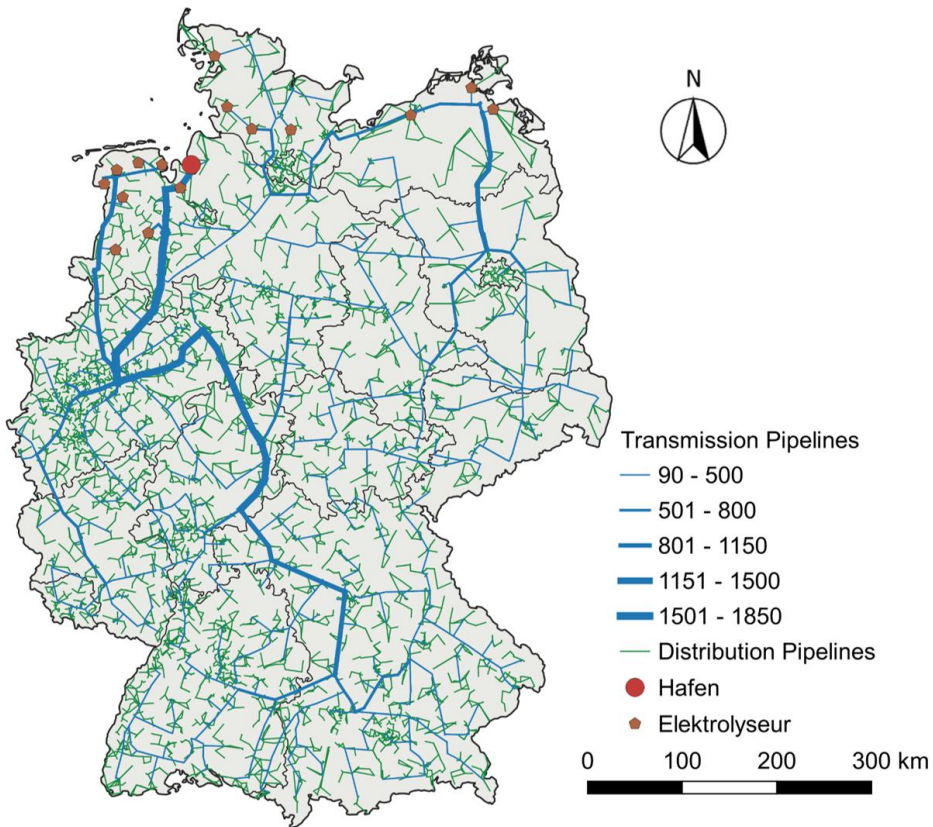 N
Transmission Pipelines
90 - 500
501 - 800
801 - 1150
1151 - 1500
1501 - 1850
Distribution Pipelines
Hafen
Elektrolyseur
0 100 200 300 km